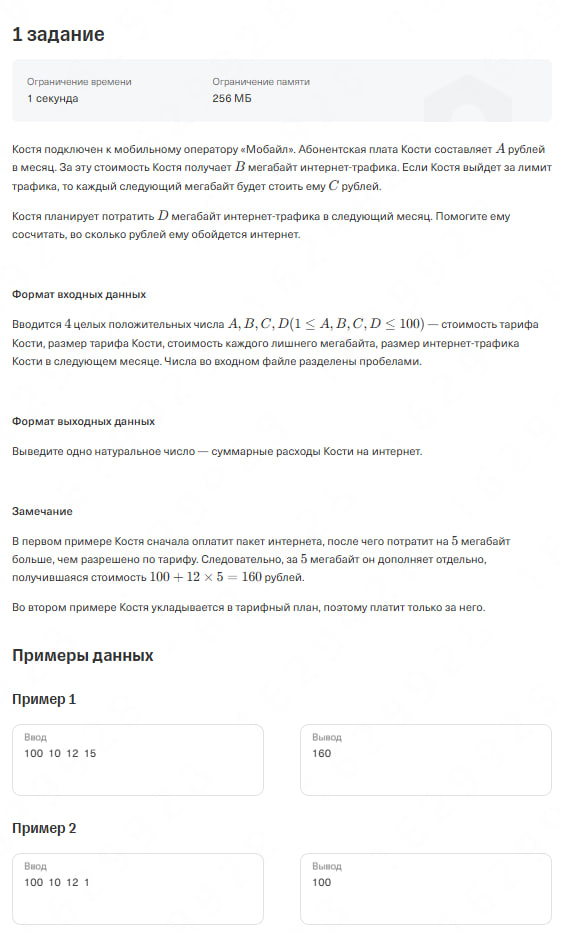 1 задание
Ограничение времени
Ограничение памяти
1 секунда
256 МБ
Костя подключен к мобильному оператору «Мобайл». Абонентская плата Кости составляет A рублей
в месяц. За эту стоимость Костя получает B мегабайт интернет-трафика. Если Костя выйдет за лимит
трафика, то каждый следующий мегабайт будет стоить ему C рублей.
Костя планирует потратить D мегабайт интернет-трафика в следующий месяц. Помогите ему
сосчитать, во сколько рублей ему обойдется интернет.
Формат входных данных
Вводится 4 целых положительных числа A, B, C, D(1 ≤ A, B, C, D ≤ 100) — стоимость тарифа
Кости, размер тарифа Кости, стоимость каждого лишнего мегабайта, размер интернет-трафика
Кости в следующем месяце. Числа во входном файле разделены пробелами.
Формат выходных данных
Выведите одно натуральное число — суммарные расходы Кости на интернет.
Замечание
В первом примере Костя сначала оплатит пакет интернета, после чего потратит на 5 мегабайт
больше, чем разрешено по тарифу. Следовательно, за 5 мегабайт он дополняет отдельно,
получившаяся стоимость 100 + 12 × 5 = 160 рублей.
Во втором примере Костя укладывается в тарифный план, поэтому платит только за него.
Примеры данных
Пример 1
Ввод
100 10 12 15
Вывод
160
Пример 2
Ввод
100 10 12 1
Вывод
100